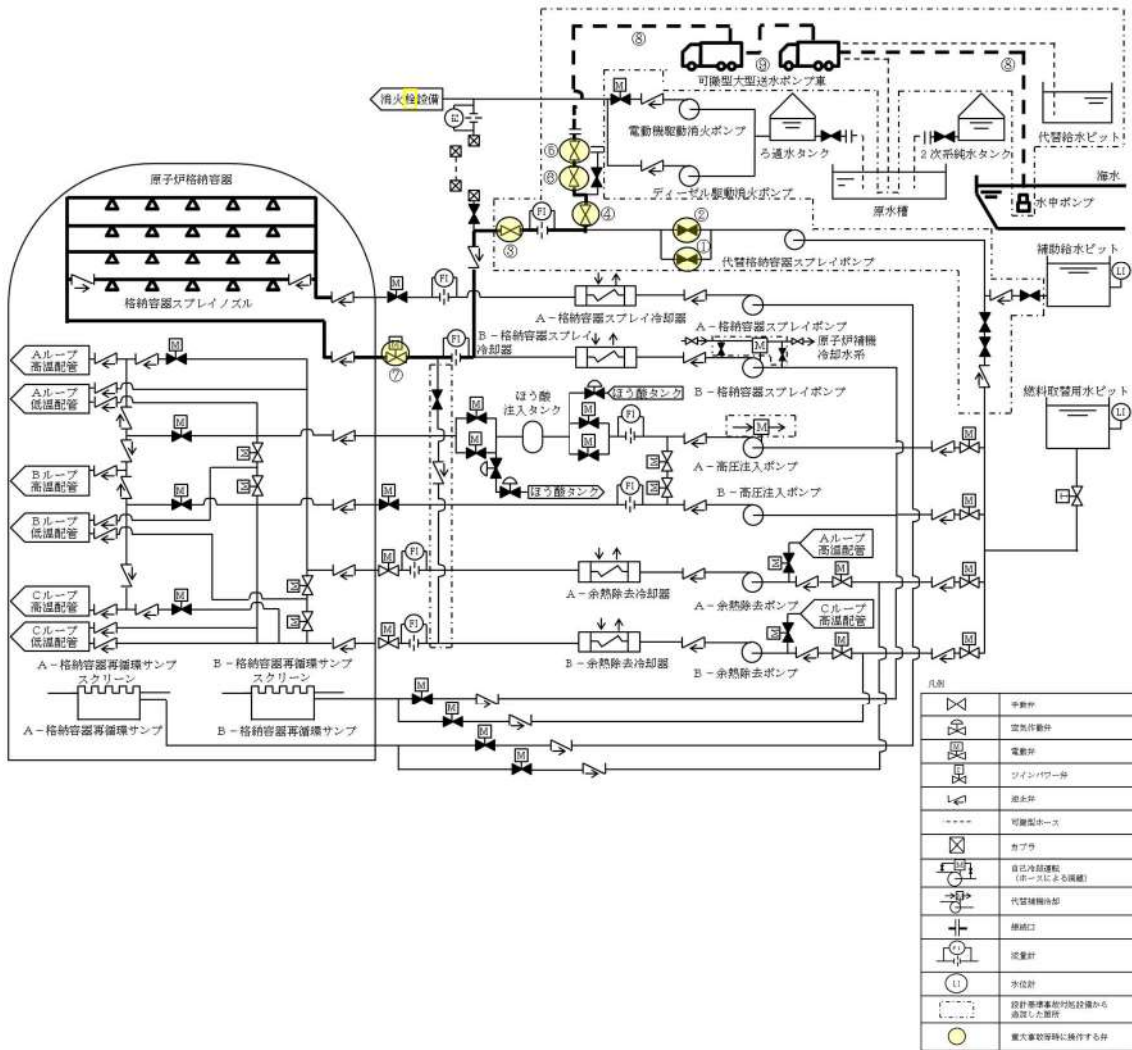 ⑧
⑨
⑧
可搬型大型送水ポンプ車
消火栓設備
M
FI
電動機駆動消火ポンプ
ろ過水タンク
2次系純水タンク
代替給水ピット
⑥
⑥
ディーゼル駆動消火ポンプ
原水槽
海水
水中ポンプ
原子炉格納容器
④
③
FI
②
①
代替格納容器スプレイポンプ
補助給水ピット
LI
格納容器スプレイノズル
M
FI
A-格納容器スプレイ冷却器
A-格納容器スプレイポンプ
B-格納容器スプレイ
冷却器
M
原子炉補機
冷却水系
M
⑦
FI
B-格納容器スプレイポンプ
燃料取替用水ピット
LI
Aループ
高温配管
M
Aループ
低温配管
ほう酸
注入タンク
ほう酸タンク
M
M
M
M
FI
M
A-高圧注入ポンプ
M
M
M
M
Bループ
高温配管
M
M
ほう酸タンク
M
FI
M
B-高圧注入ポンプ
M
T
Bループ
低温配管
Aループ
高温配管
M
FI
M
M
M
A-余熱除去冷却器
A-余熱除去ポンプ
M
M
Cループ
高温配管
M
Cループ
高温配管
Cループ
低温配管
M
FI
M
M
M
B-余熱除去冷却器
B-余熱除去ポンプ
A-格納容器再循環サンプ
スクリーン
B-格納容器再循環サンプ
スクリーン
M
M
A-格納容器再循環サンプ
B-格納容器再循環サンプ
M
M
凡例
手動弁
空気作動弁
M
電動弁
T
ツインパワー弁
逆止弁
可搬型ホース
カプラ
M
自己冷却運転
(ホースによる接続)
M
代替補機冷却
接続口
FI
流量計
LI
水位計
設計基準事故対処設備から
追加した箇所
重大事故等時に操作する弁